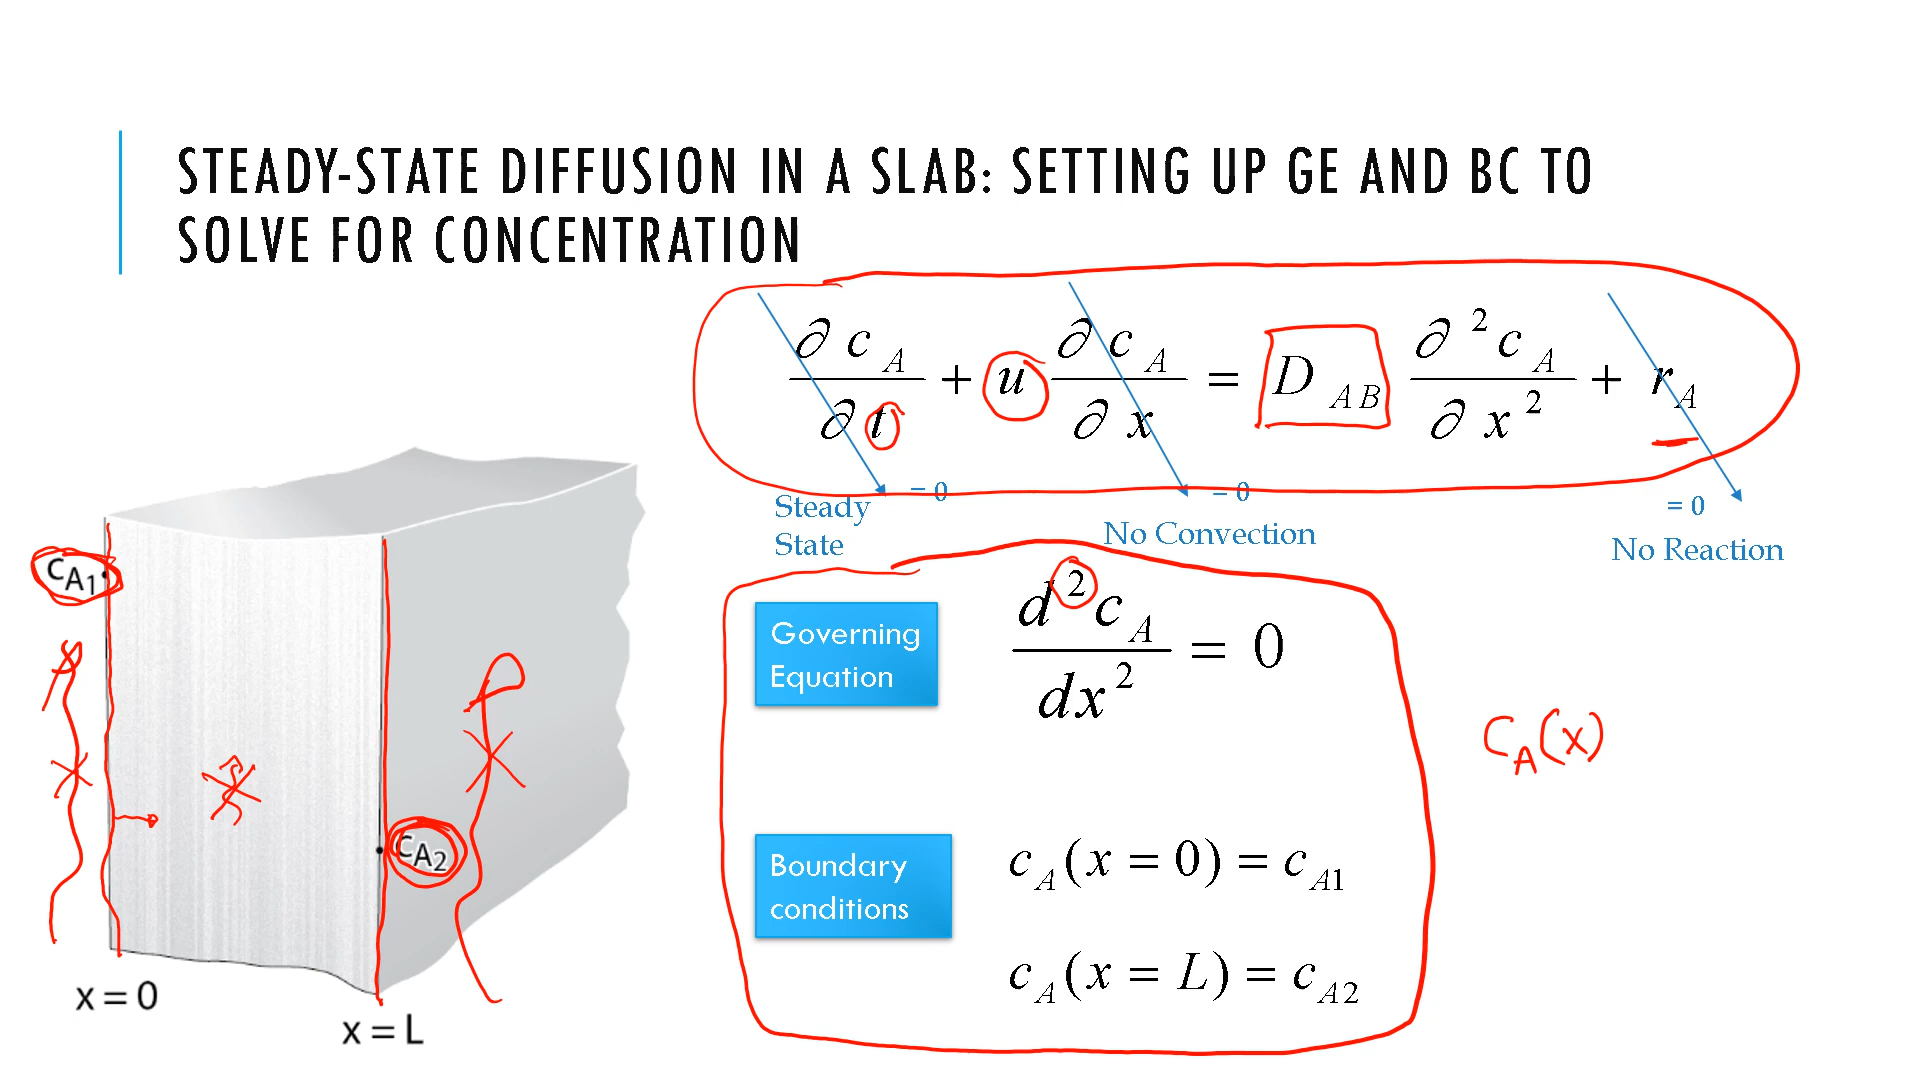 STEADY-STATE DIFFUSION IN A SLAB: SETTING UP GE AND BC TO
SOLVE FOR CONCENTRATION
∂c_A/∂t + u ∂c_A/∂x = D_AB ∂²c_A/∂x² + r_A
= 0
= 0
= 0
Steady
State
No Convection
No Reaction
Governing
Equation
d²c_A/dx² = 0
Boundary
conditions
c_A(x = 0) = c_A1
c_A(x = L) = c_A2
C_A(x)
c_A1
c_A2
x = 0
x = L